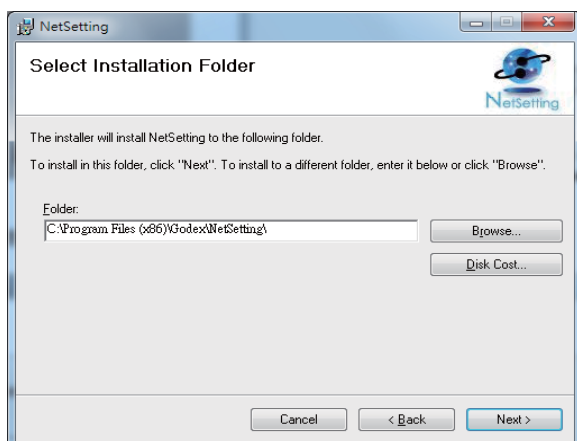 NetSetting
Select Installation Folder
NetSetting
The installer will install NetSetting to the following folder.
To install in this folder, click "Next". To install to a different folder, enter it below or click "Browse".
Folder:
C:\Program Files (x86)\Godex\NetSetting\
Browse...
Disk Cost...
Cancel
< Back
Next >